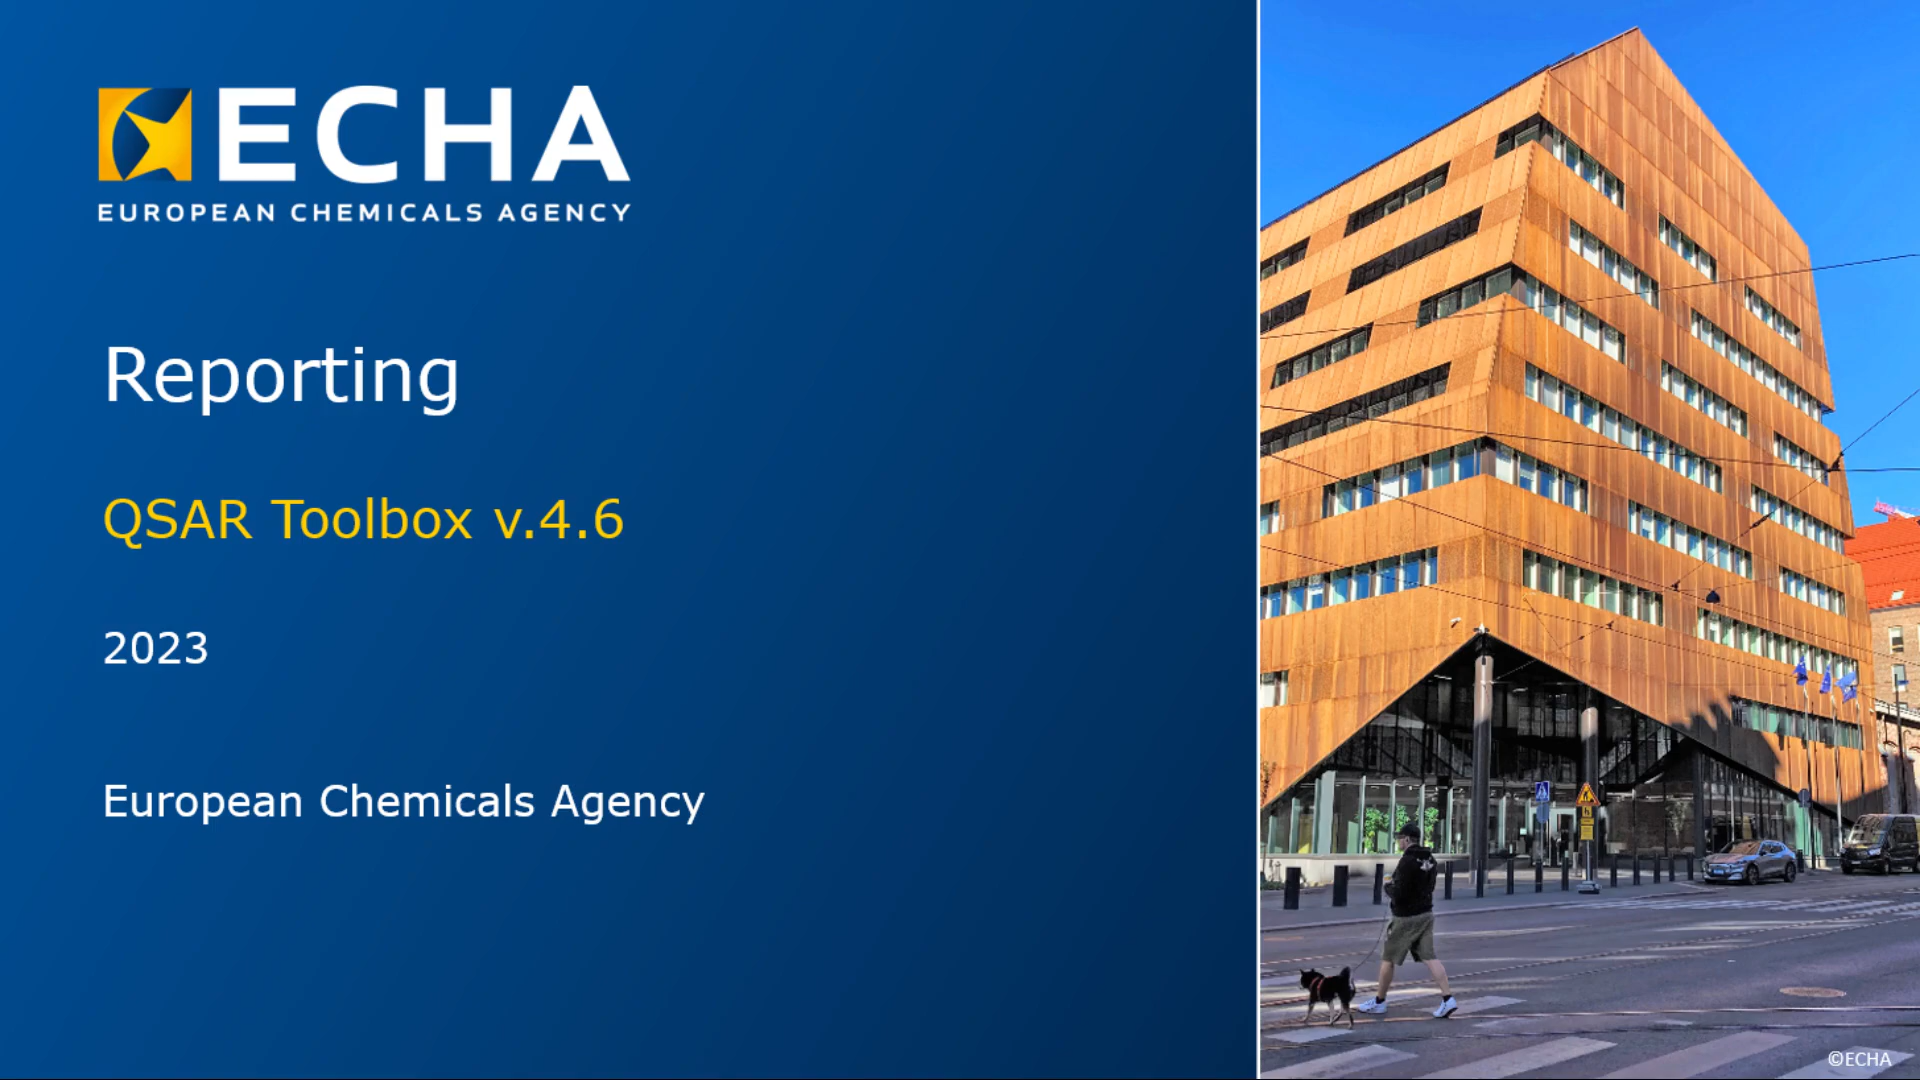 ECHA
EUROPEAN CHEMICALS AGENCY
Reporting
QSAR Toolbox v.4.6
2023
European Chemicals Agency
©ECHA